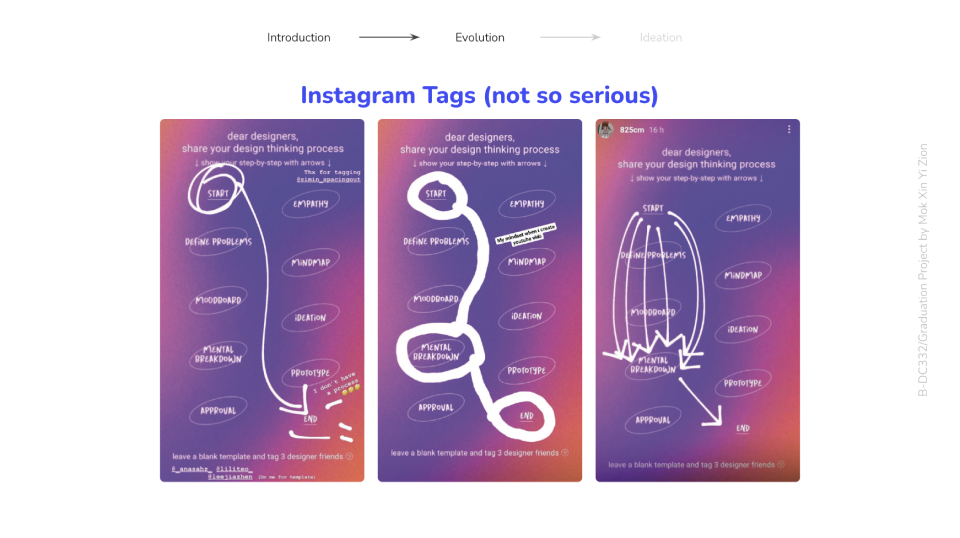 Introduction
Evolution
Ideation
Instagram Tags (not so serious)
dear designers,
share your design thinking process
↓ show your step-by-step with arrows ↓
Thx for tagging
@eimin_spacingout
START
EMPATHY
DEFINE PROBLEMS
MINDMAP
MOODBOARD
IDEATION
MENTAL
BREAKDOWN
PROTOTYPE
I don't have
a process
APPROVAL
END
leave a blank template and tag 3 designer friends
@_anasahz_ @liliteo_
@leejiazhen (Dm me for template)
dear designers,
share your design thinking process
↓ show your step-by-step with arrows ↓
START
EMPATHY
DEFINE PROBLEMS
My mindset when I create
youtube vids
MINDMAP
MOODBOARD
IDEATION
MENTAL
BREAKDOWN
PROTOTYPE
APPROVAL
END
leave a blank template and tag 3 designer friends
825cm 16 h
dear designers,
share your design thinking process
↓ show your step-by-step with arrows ↓
START
EMPATHY
DEFINE PROBLEMS
MINDMAP
MOODBOARD
IDEATION
MENTAL
BREAKDOWN
PROTOTYPE
APPROVAL
END
leave a blank template and tag 3 designer friends
B-DC332/Graduation Project by Mok Xin Yi Zion